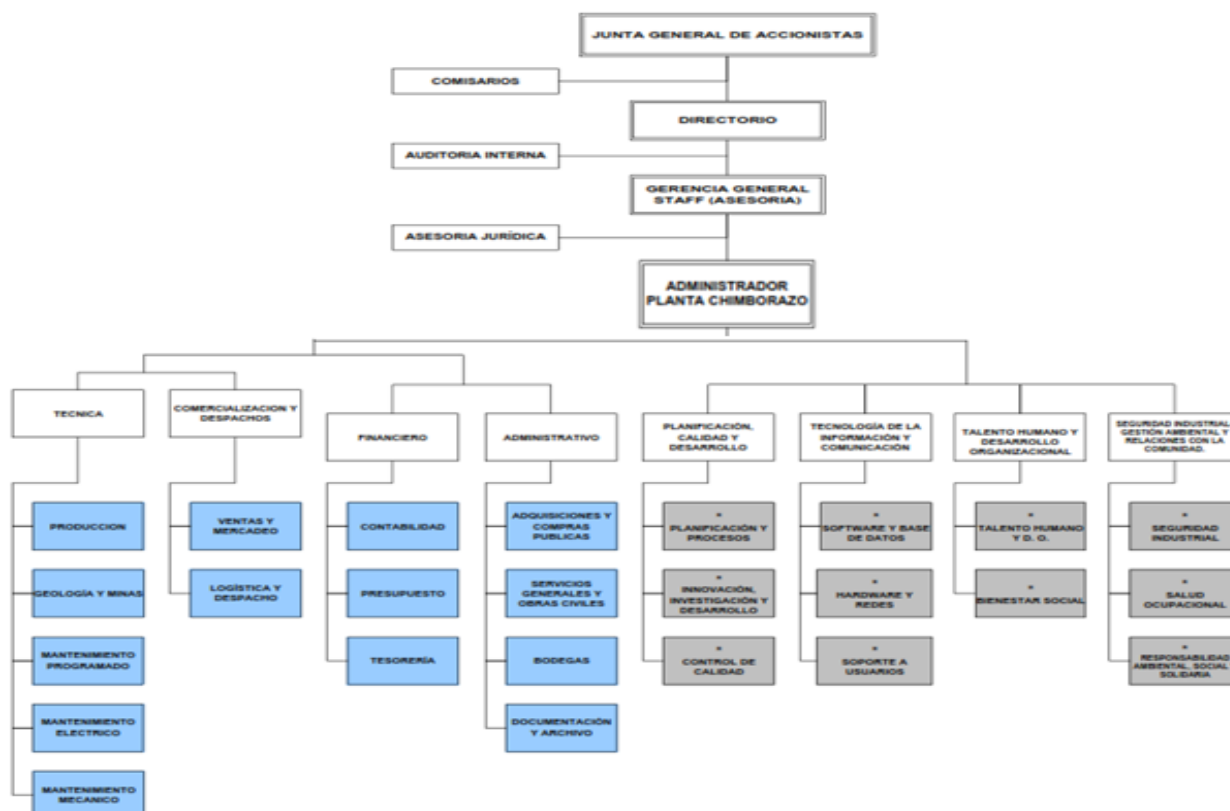 JUNTA GENERAL DE ACCIONISTAS
COMISARIOS
DIRECTORIO
AUDITORIA INTERNA
GERENCIA GENERAL
STAFF (ASESORIA)
ASESORIA JURÍDICA
ADMINISTRADOR
PLANTA CHIMBORAZO
TECNICA
COMERCIALIZACION Y
DESPACHOS
FINANCIERO
ADMINISTRATIVO
PLANIFICACIÓN,
CALIDAD Y
DESARROLLO
TECNOLOGÍA DE LA
INFORMACIÓN Y
COMUNICACIÓN
TALENTO HUMANO Y
DESARROLLO
ORGANIZACIONAL
SEGURIDAD INDUSTRIAL,
GESTIÓN AMBIENTAL Y
RELACIONES CON LA
COMUNIDAD.
PRODUCCION
GEOLOGÍA Y MINAS
MANTENIMIENTO
PROGRAMADO
MANTENIMIENTO
ELECTRICO
MANTENIMIENTO
MECANICO
VENTAS Y
MERCADEO
LOGÍSTICA Y
DESPACHO
CONTABILIDAD
PRESUPUESTO
TESORERÍA
ADQUISICIONES Y
COMPRAS
PUBLICAS
SERVICIOS
GENERALES Y
OBRAS CIVILES
BODEGAS
DOCUMENTACIÓN
Y ARCHIVO
*
PLANIFICACIÓN Y
PROCESOS
*
INNOVACIÓN,
INVESTIGACIÓN Y
DESARROLLO
*
CONTROL DE
CALIDAD
*
SOFTWARE Y BASE
DE DATOS
*
HARDWARE Y
REDES
*
SOPORTE A
USUARIOS
*
TALENTO HUMANO
Y D. O.
*
BIENESTAR SOCIAL
*
SEGURIDAD
INDUSTRIAL
*
SALUD
OCUPACIONAL
*
RESPONSABILIDAD
AMBIENTAL, SOCIAL
SOLIDARIA